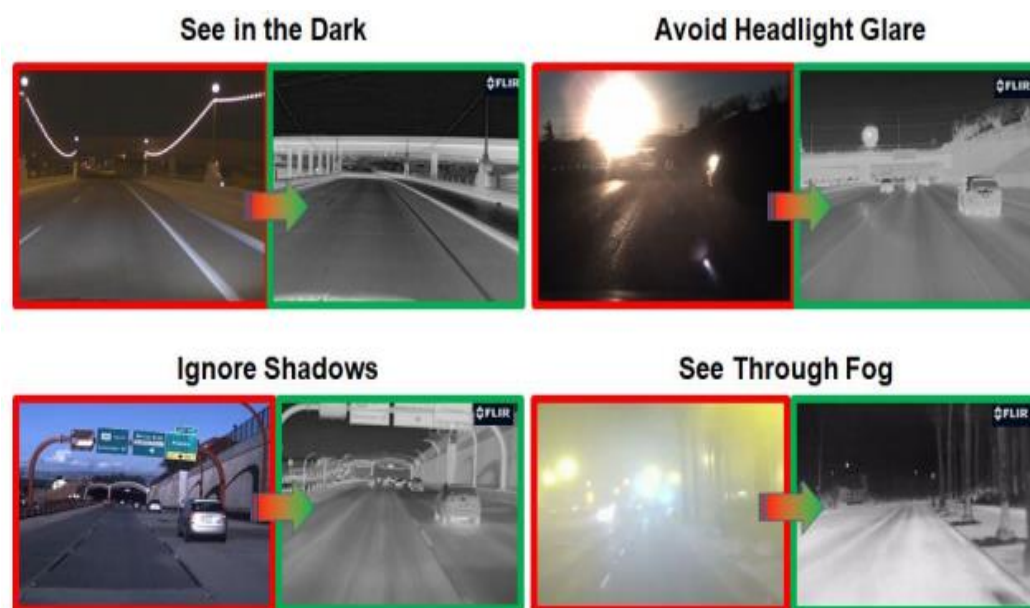 See in the Dark
Avoid Headlight Glare
FLIR
FLIR
Ignore Shadows
See Through Fog
FLIR
FLIR